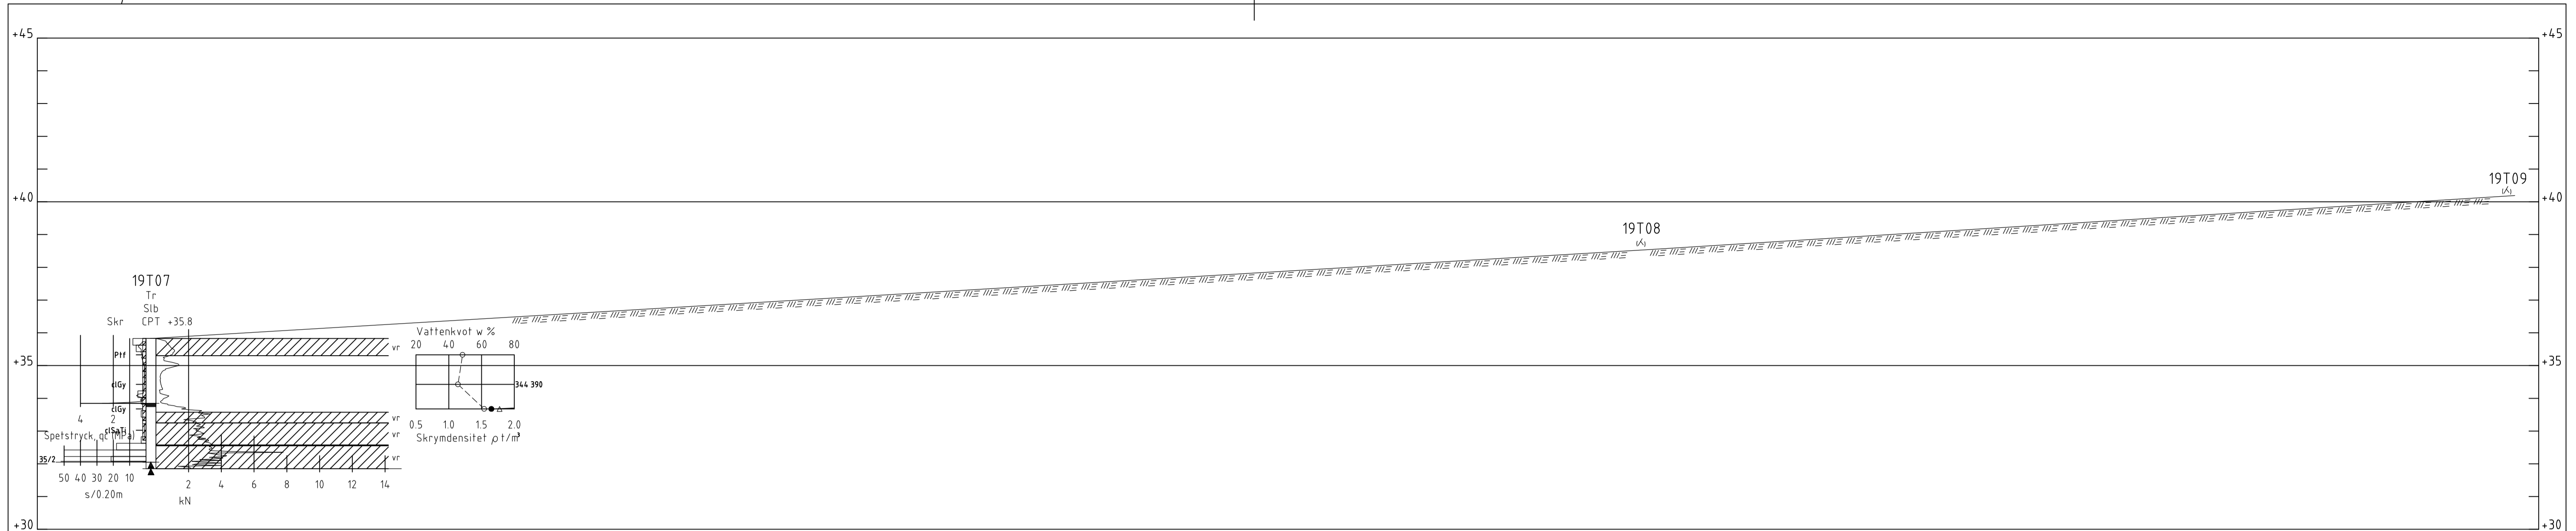 +45 +45
19T09
+40 +40
19T08
19T07
Tr
Slb
Skr CPT +35.8
Vattenkvot w %
20 40 60 80
vr
Ptf
+35 +35
clGy 344 390
4 2 clGy
vr
0.5 1.0 1.5 2.0
clSaTi
Spetstryck, qc (MPa) vr Skrymdensitet ρ t/m³
35/2 vr
50 40 30 20 10 2 4 6 8 10 12 14
s/0.20m
kN
+30 +30